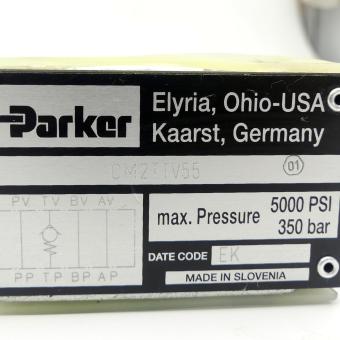 Parker
Elyria, Ohio-USA
Kaarst, Germany
CM2TTV55
01
PV TV BV AV
PP TP BP AP
max. Pressure 5000 PSI
350 bar
DATE CODE EK
MADE IN SLOVENIA